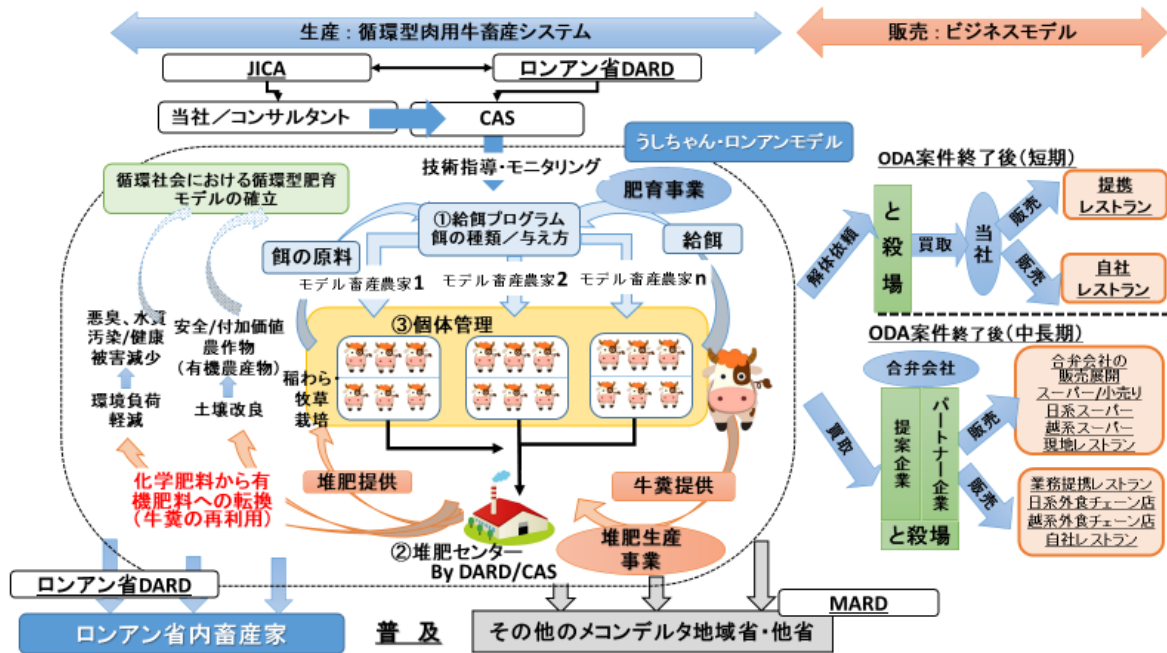 生産：循環型肉用牛畜産システム
販売：ビジネスモデル
JICA
ロンアン省DARD
当社／コンサルタント
CAS
うしちゃん・ロンアンモデル
技術指導・モニタリング
循環社会における循環型肥育
モデルの確立
肥育事業
①給餌プログラム
餌の種類／与え方
餌の原料
給餌
モデル畜産農家1
モデル畜産農家2
モデル畜産農家n
③個体管理
悪臭、水質
汚染/健康
被害減少
安全/付加価値
農作物
（有機農産物）
稲わら・
牧草
栽培
環境負荷
軽減
土壌改良
化学肥料から有
機肥料への転換
（牛糞の再利用）
堆肥提供
牛糞提供
②堆肥センター
By DARD/CAS
堆肥生産
事業
ロンアン省DARD
MARD
ロンアン省内畜産家
普 及
その他のメコンデルタ地域省・他省
ODA案件終了後（短期）
解体依頼
と殺場
買取
当社
販売
提携
レストラン
販売
自社
レストラン
ODA案件終了後（中長期）
合弁会社
買取
提案企業
パートナー企業
と殺場
販売
合弁会社の
販売展開
スーパー/小売り
日系スーパー
越系スーパー
現地レストラン
販売
業務提携レストラン
日系外食チェーン店
越系外食チェーン店
自社レストラン